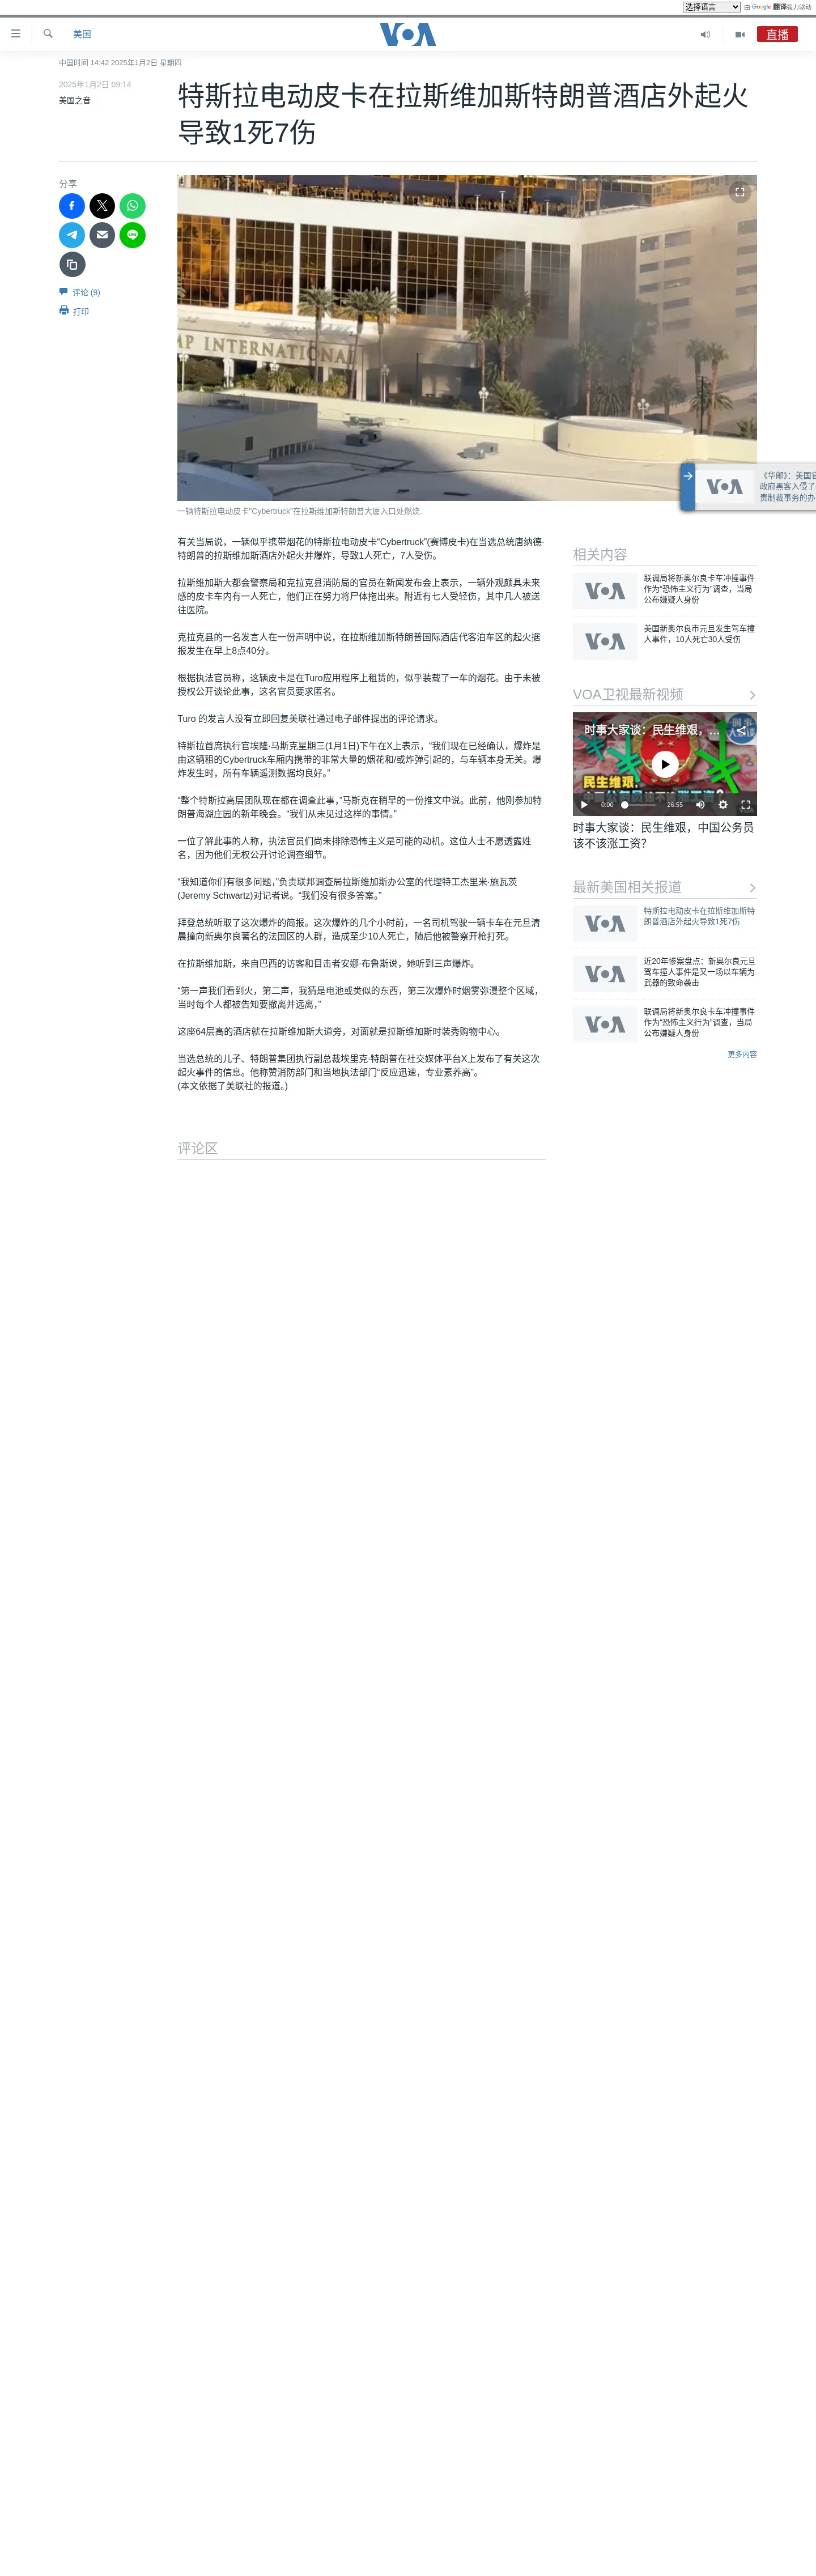 选择语言 由 Google 翻译强力驱动
美国
VOA
直播
中国时间 14:42 2025年1月2日 星期四
2025年1月2日 09:14
美国之音
特斯拉电动皮卡在拉斯维加斯特朗普酒店外起火
导致1死7伤
分享
评论 (9)
打印
MP INTERNATIONAL
一辆特斯拉电动皮卡"Cybertruck"在拉斯维加斯特朗普大厦入口处燃烧.
《华邮》：美国官
政府黑客入侵了
责制裁事务的办
VOA
有关当局说，一辆似乎携带烟花的特斯拉电动皮卡“Cybertruck”(赛博皮卡)在当选总统唐纳德·
特朗普的拉斯维加斯酒店外起火并爆炸，导致1人死亡，7人受伤。
拉斯维加斯大都会警察局和克拉克县消防局的官员在新闻发布会上表示，一辆外观颇具未来
感的皮卡车内有一人死亡，他们正在努力将尸体拖出来。附近有七人受轻伤，其中几人被送
往医院。
克拉克县的一名发言人在一份声明中说，在拉斯维加斯特朗普国际酒店代客泊车区的起火据
报发生在早上8点40分。
根据执法官员称，这辆皮卡是在Turo应用程序上租赁的，似乎装载了一车的烟花。由于未被
授权公开谈论此事，这名官员要求匿名。
Turo 的发言人没有立即回复美联社通过电子邮件提出的评论请求。
特斯拉首席执行官埃隆·马斯克星期三(1月1日)下午在X上表示，“我们现在已经确认，爆炸是
由这辆租的Cybertruck车厢内携带的非常大量的烟花和/或炸弹引起的，与车辆本身无关。爆
炸发生时，所有车辆遥测数据均良好。”
“整个特斯拉高层团队现在都在调查此事，”马斯克在稍早的一份推文中说。此前，他刚参加特
朗普海湖庄园的新年晚会。“我们从未见过这样的事情。”
一位了解此事的人称，执法官员们尚未排除恐怖主义是可能的动机。这位人士不愿透露姓
名，因为他们无权公开讨论调查细节。
“我知道你们有很多问题，”负责联邦调查局拉斯维加斯办公室的代理特工杰里米·施瓦茨
(Jeremy Schwartz)对记者说。“我们没有很多答案。”
拜登总统听取了这次爆炸的简报。这次爆炸的几个小时前，一名司机驾驶一辆卡车在元旦清
晨撞向新奥尔良著名的法国区的人群，造成至少10人死亡，随后他被警察开枪打死。
在拉斯维加斯，来自巴西的访客和目击者安娜·布鲁斯说，她听到三声爆炸。
“第一声我们看到火，第二声，我猜是电池或类似的东西，第三次爆炸时烟雾弥漫整个区域，
当时每个人都被告知要撤离并远离，”
这座64层高的酒店就在拉斯维加斯大道旁，对面就是拉斯维加斯时装秀购物中心。
当选总统的儿子、特朗普集团执行副总裁埃里克·特朗普在社交媒体平台X上发布了有关这次
起火事件的信息。他称赞消防部门和当地执法部门“反应迅速，专业素养高”。
(本文依据了美联社的报道。)
相关内容
VOA
联调局将新奥尔良卡车冲撞事件
作为“恐怖主义行为”调查，当局
公布嫌疑人身份
VOA
美国新奥尔良市元旦发生驾车撞
人事件，10人死亡30人受伤
VOA卫视最新视频
时事大家谈：民生维艰，...
民生维艰，
0:00
26:55
时事大家谈：民生维艰，中国公务员
该不该涨工资？
最新美国相关报道
VOA
特斯拉电动皮卡在拉斯维加斯特
朗普酒店外起火导致1死7伤
VOA
近20年惨案盘点：新奥尔良元旦
驾车撞人事件是又一场以车辆为
武器的致命袭击
VOA
联调局将新奥尔良卡车冲撞事件
作为“恐怖主义行为”调查，当局
公布嫌疑人身份
更多内容
评论区